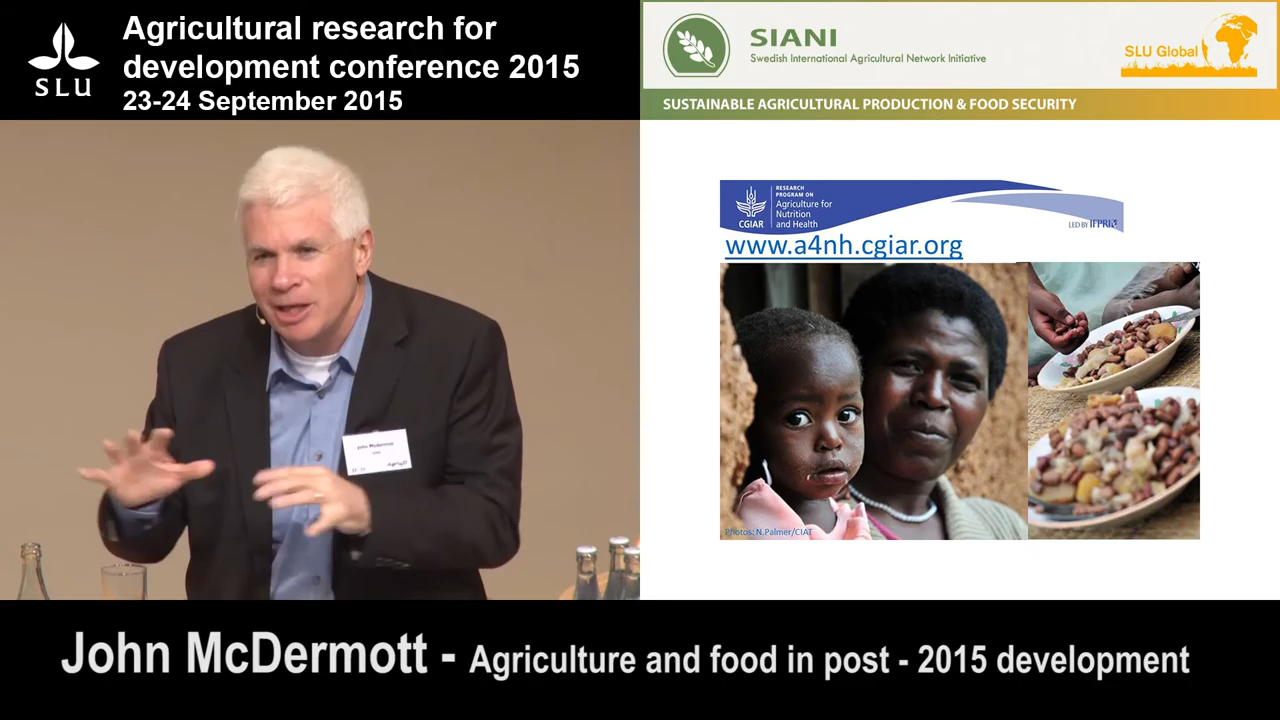 SLU
Agricultural research for
development conference 2015
23-24 September 2015
SIANI
Swedish International Agricultural Network Initiative
SLU Global
SUSTAINABLE AGRICULTURAL PRODUCTION & FOOD SECURITY
CGIAR
RESEARCH
PROGRAM ON
Agriculture for
Nutrition
and Health
LED BY IFPRI
www.a4nh.cgiar.org
John McDermott
Photos: N.Palmer/CIAT
John McDermott - Agriculture and food in post - 2015 development